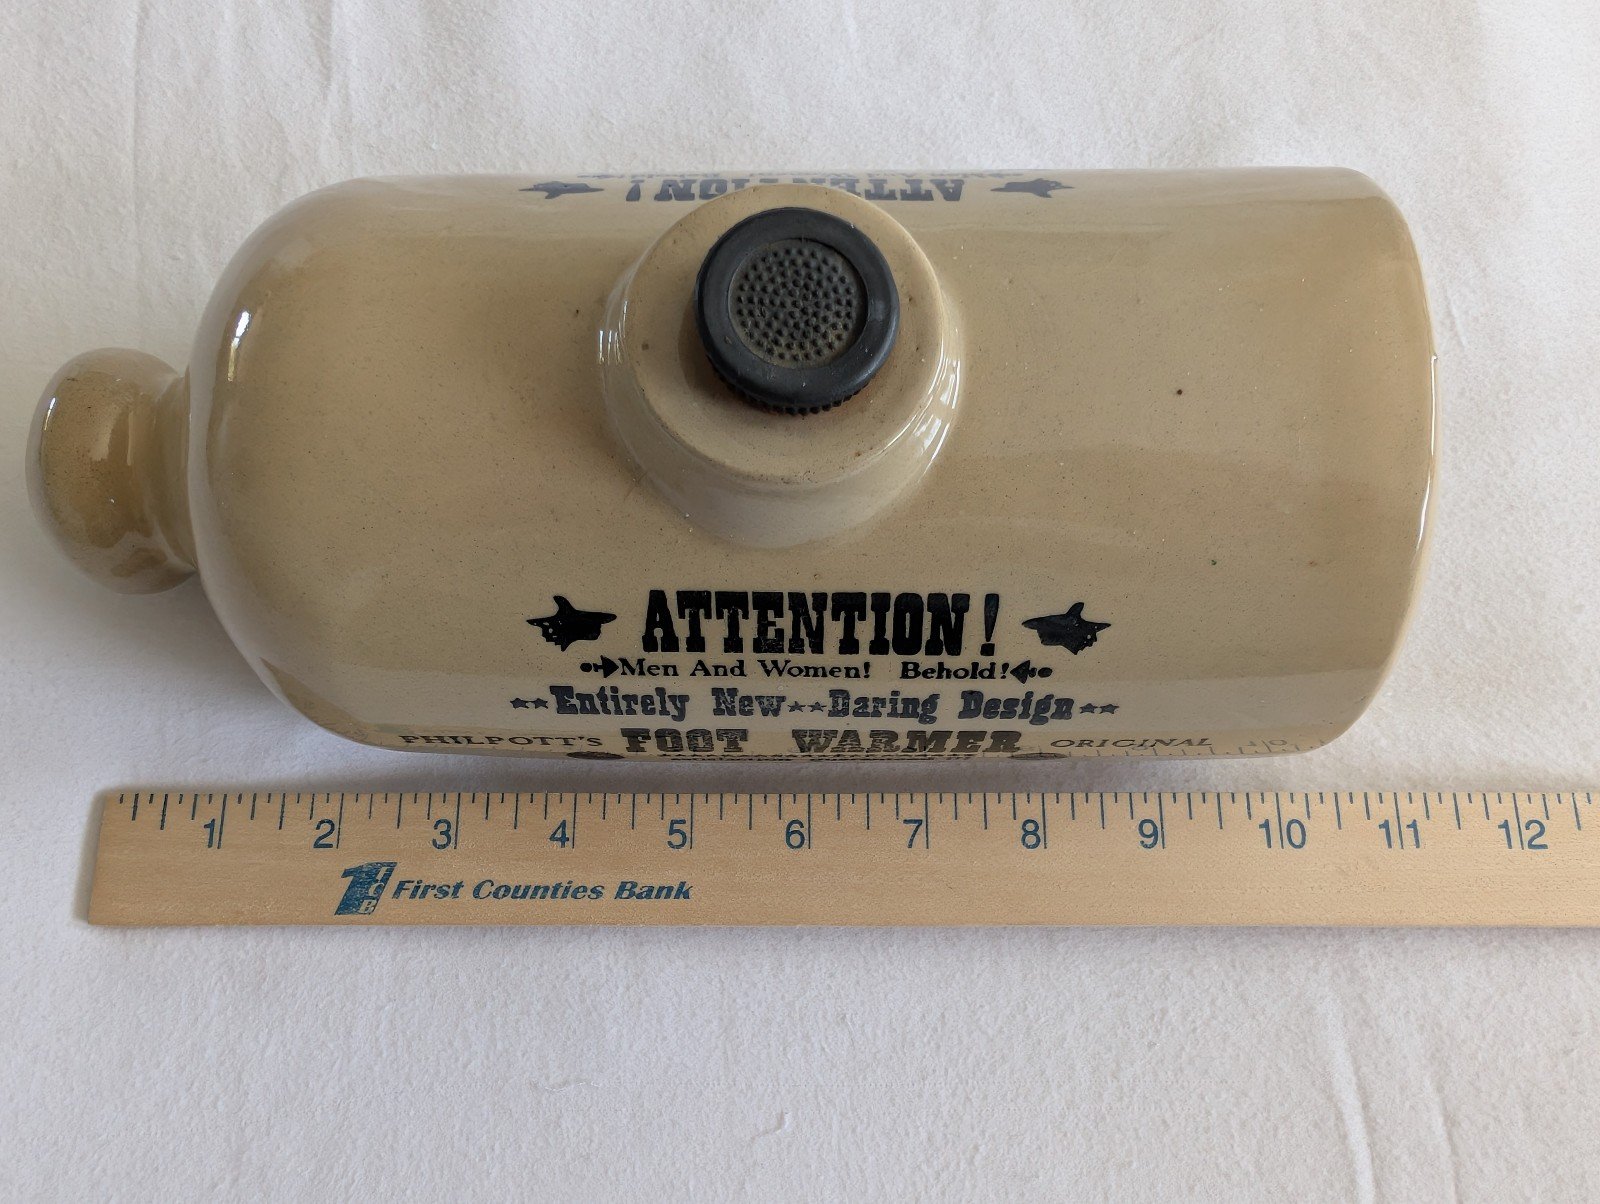 ATTENTION!
ATTENTION!
Men And Women! Behold!
Entirely New Daring Design
PHILPOTT'S FOOT WARMER ORIGINAL
1 2 3 4 5 6 7 8 9 10 11 12
First Counties Bank